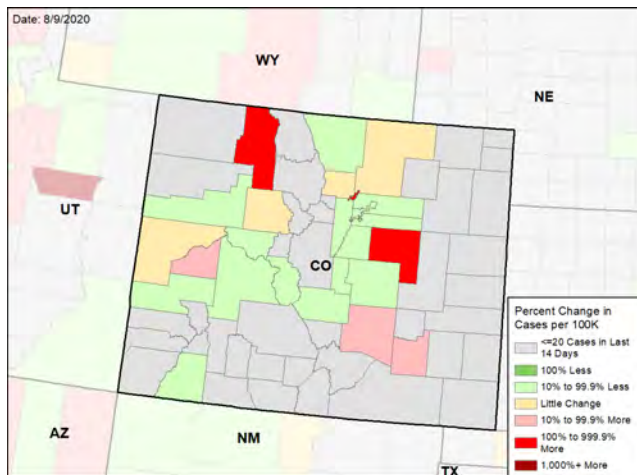 Date: 8/9/2020
WY
NE
UT
CO
AZ
NM
TX
Percent Change in
Cases per 100K
<=20 Cases in Last
14 Days
100% Less
10% to 99.9% Less
Little Change
10% to 99.9% More
100% to 999.9%
More
1,000%+ More